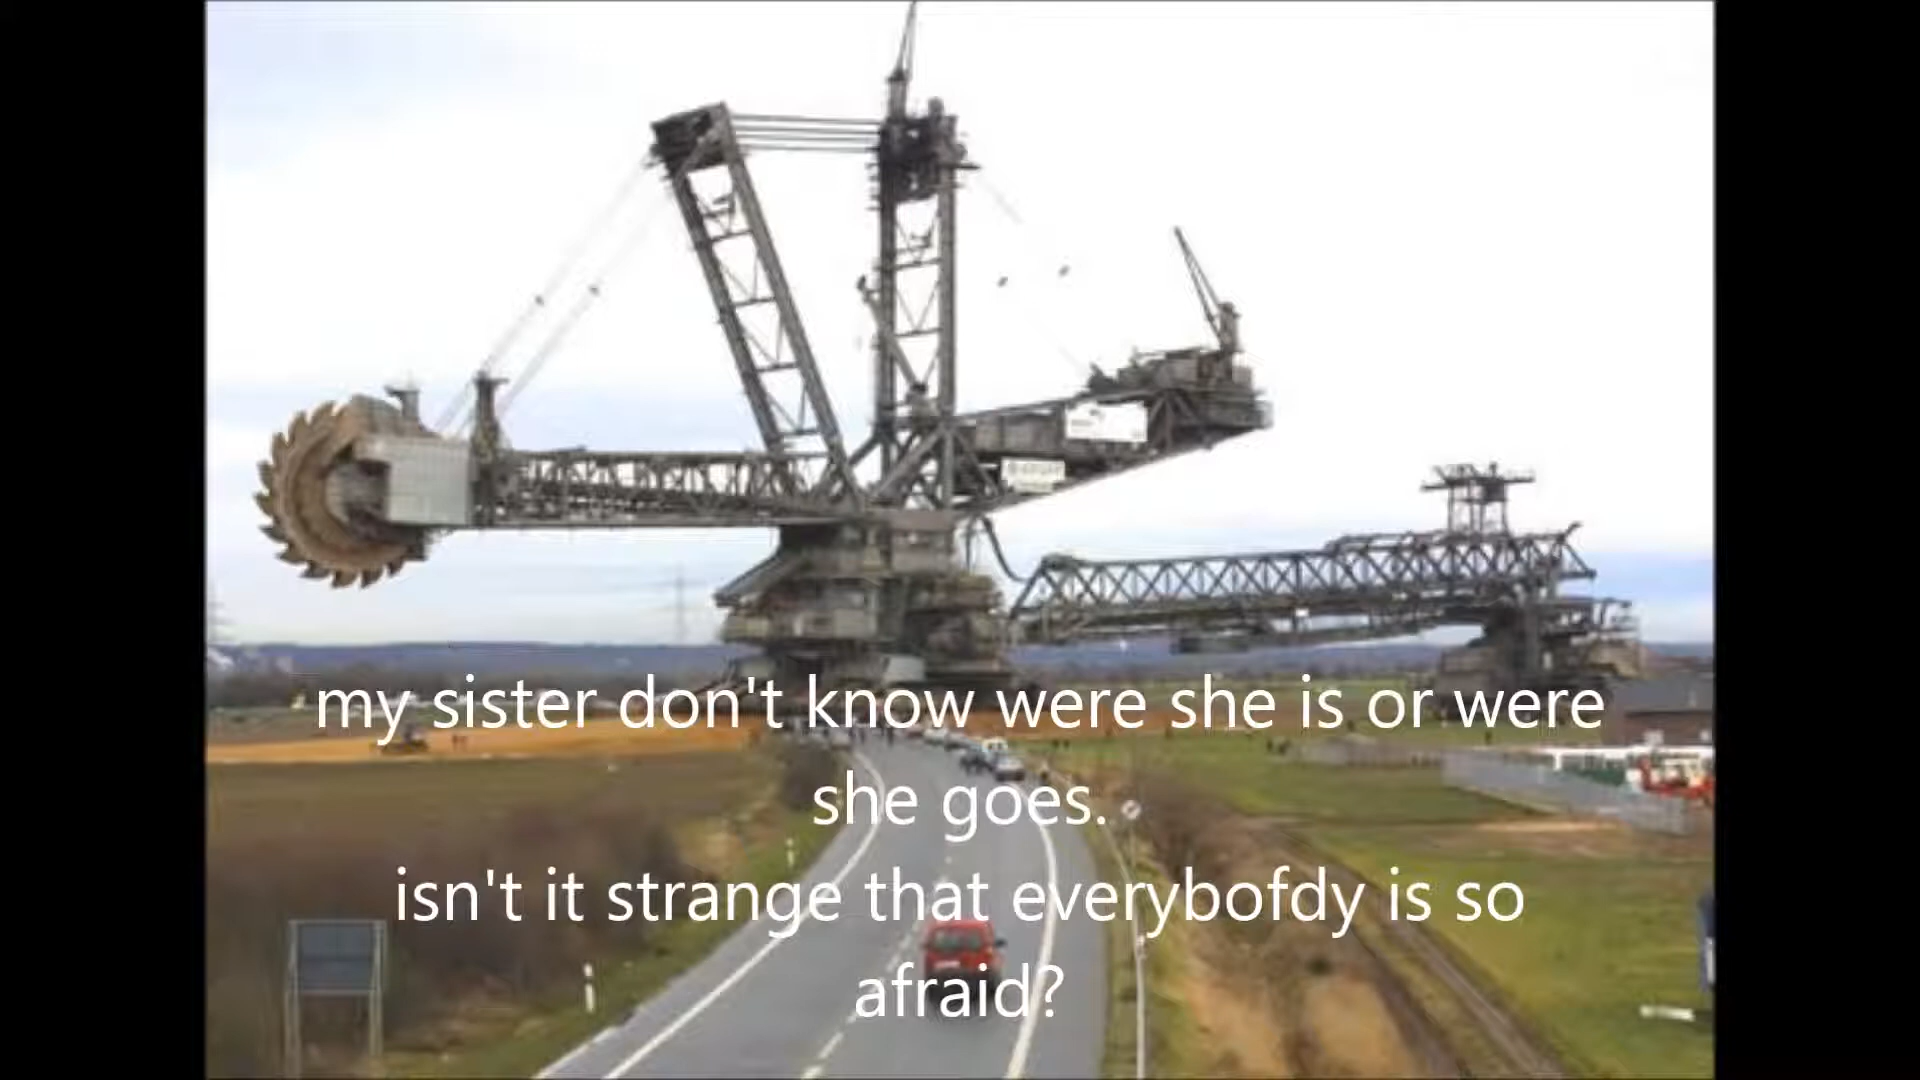 my sister don't know were she is or were
she goes.
isn't it strange that everybofdy is so
afraid?